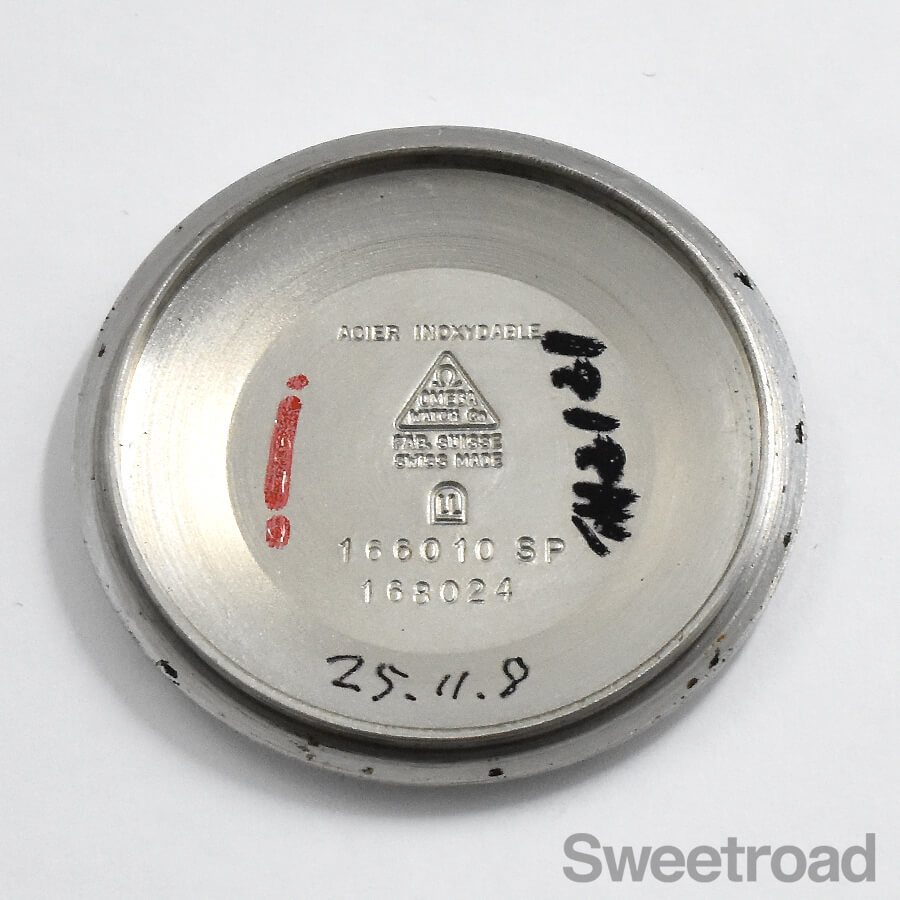 ACIER INOXYDABLE
Ω
OMEGA
WATCH Co
FAB. SUISSE
SWISS MADE
B
166010 SP
168024
25.11.8
Sweetroad